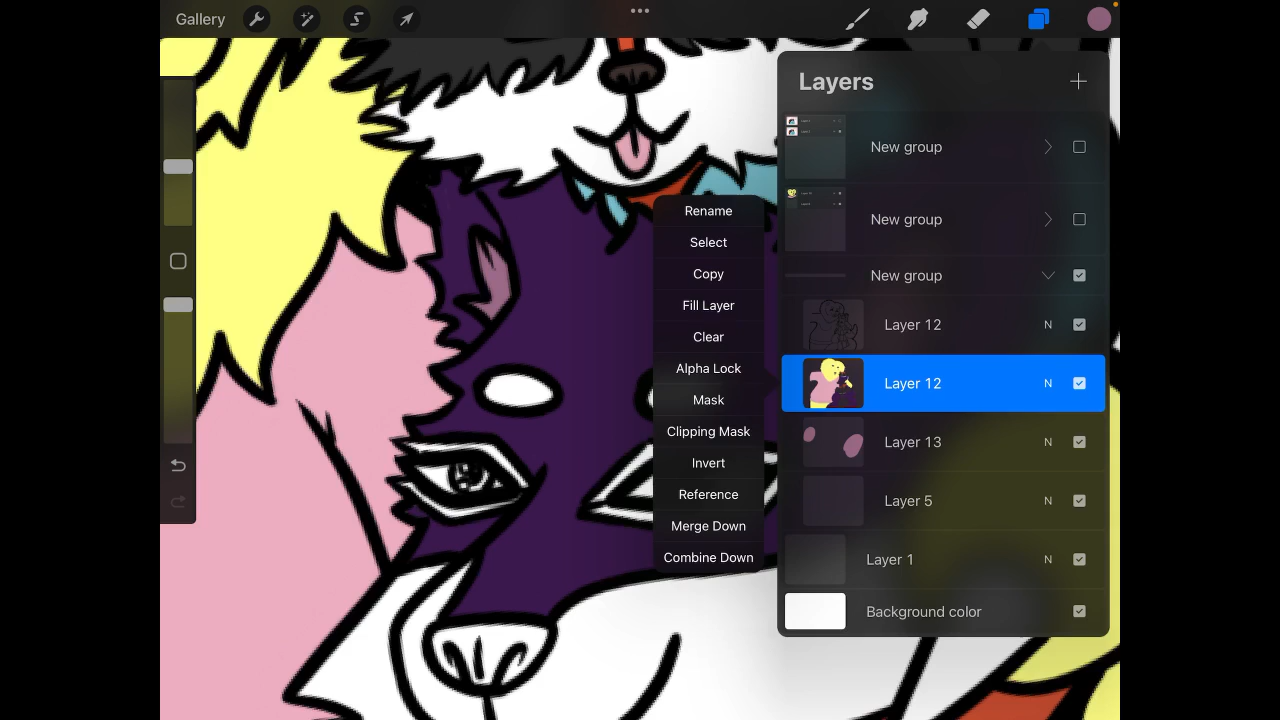 Gallery
Layers
New group
New group
New group
Layer 12 N
Layer 12 N
Layer 13 N
Layer 5 N
Layer 1 N
Background color
Rename
Select
Copy
Fill Layer
Clear
Alpha Lock
Mask
Clipping Mask
Invert
Reference
Merge Down
Combine Down